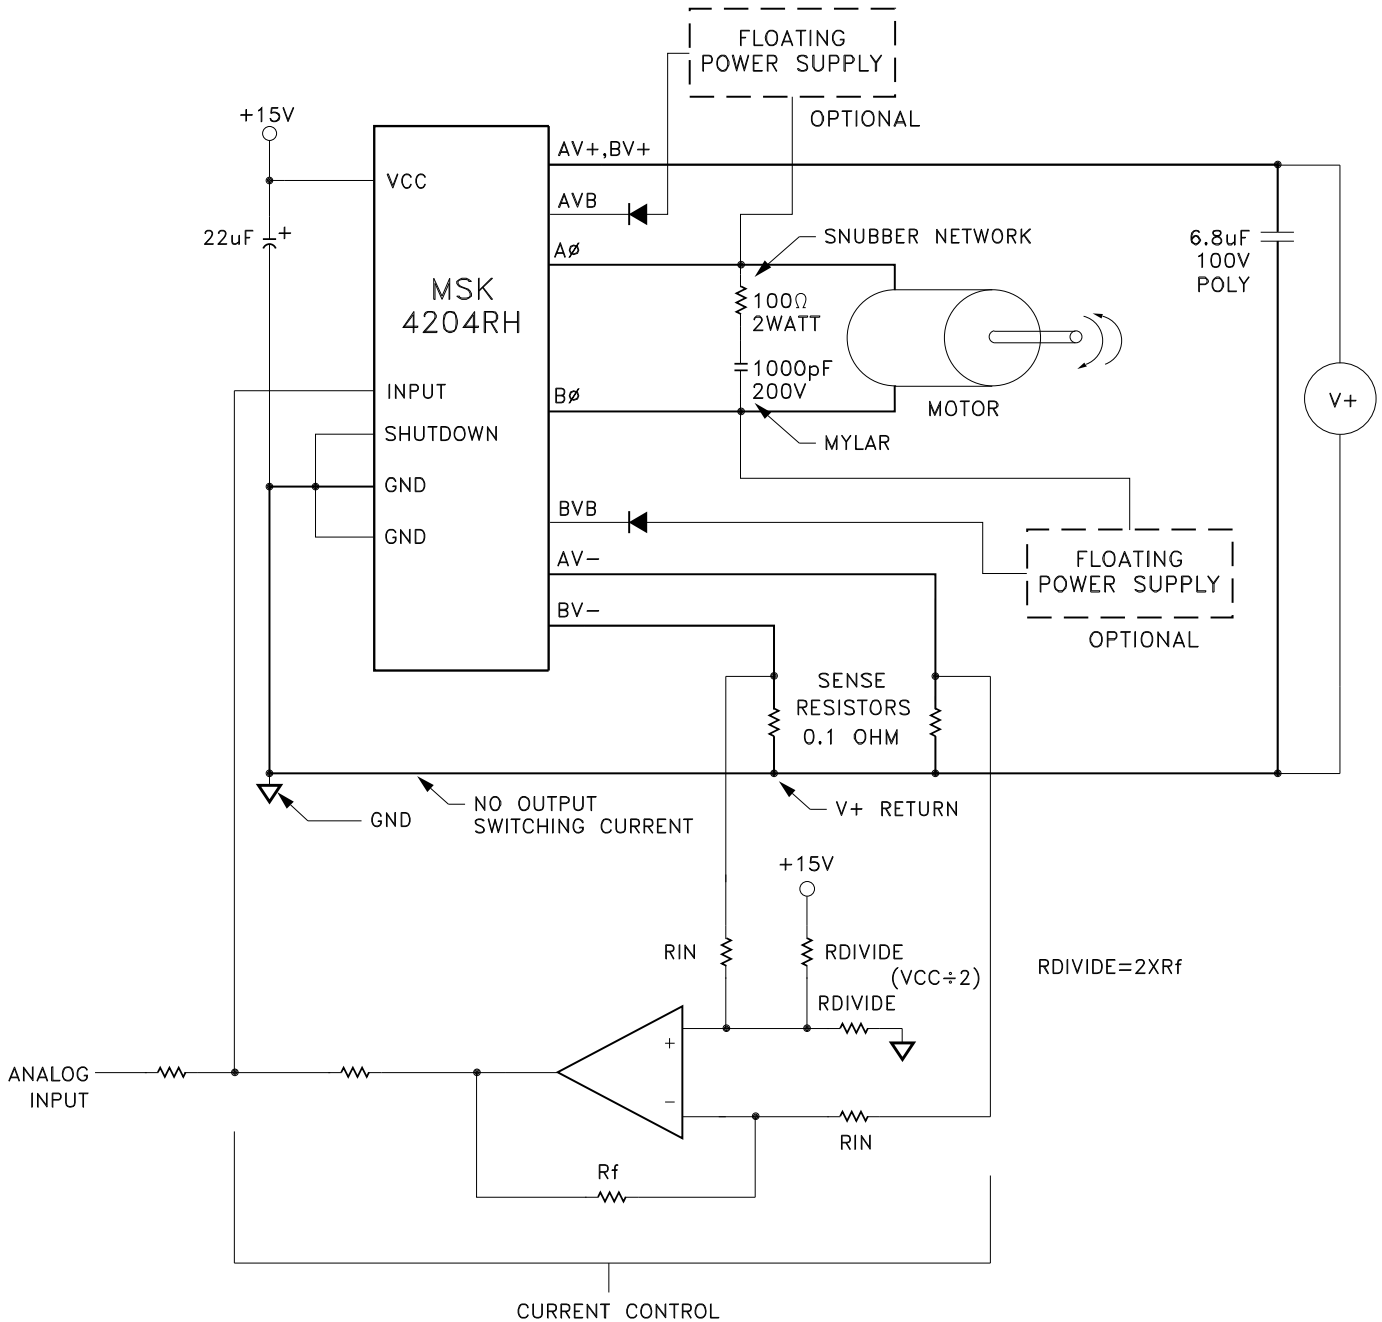 FLOATING
POWER SUPPLY
OPTIONAL
+15V
AV+,BV+
VCC
AVB
22uF
+
SNUBBER NETWORK
AØ
6.8uF
100V
POLY
MSK
4204RH
100Ω
2WATT
1000pF
200V
INPUT
BØ
MOTOR
V+
SHUTDOWN
MYLAR
GND
BVB
GND
AV−
FLOATING
POWER SUPPLY
BV−
OPTIONAL
SENSE
RESISTORS
0.1 OHM
NO OUTPUT
SWITCHING CURRENT
GND
V+ RETURN
+15V
RIN
RDIVIDE
(VCC÷2)
RDIVIDE=2XRf
RDIVIDE
+
−
ANALOG
INPUT
RIN
Rf
CURRENT CONTROL